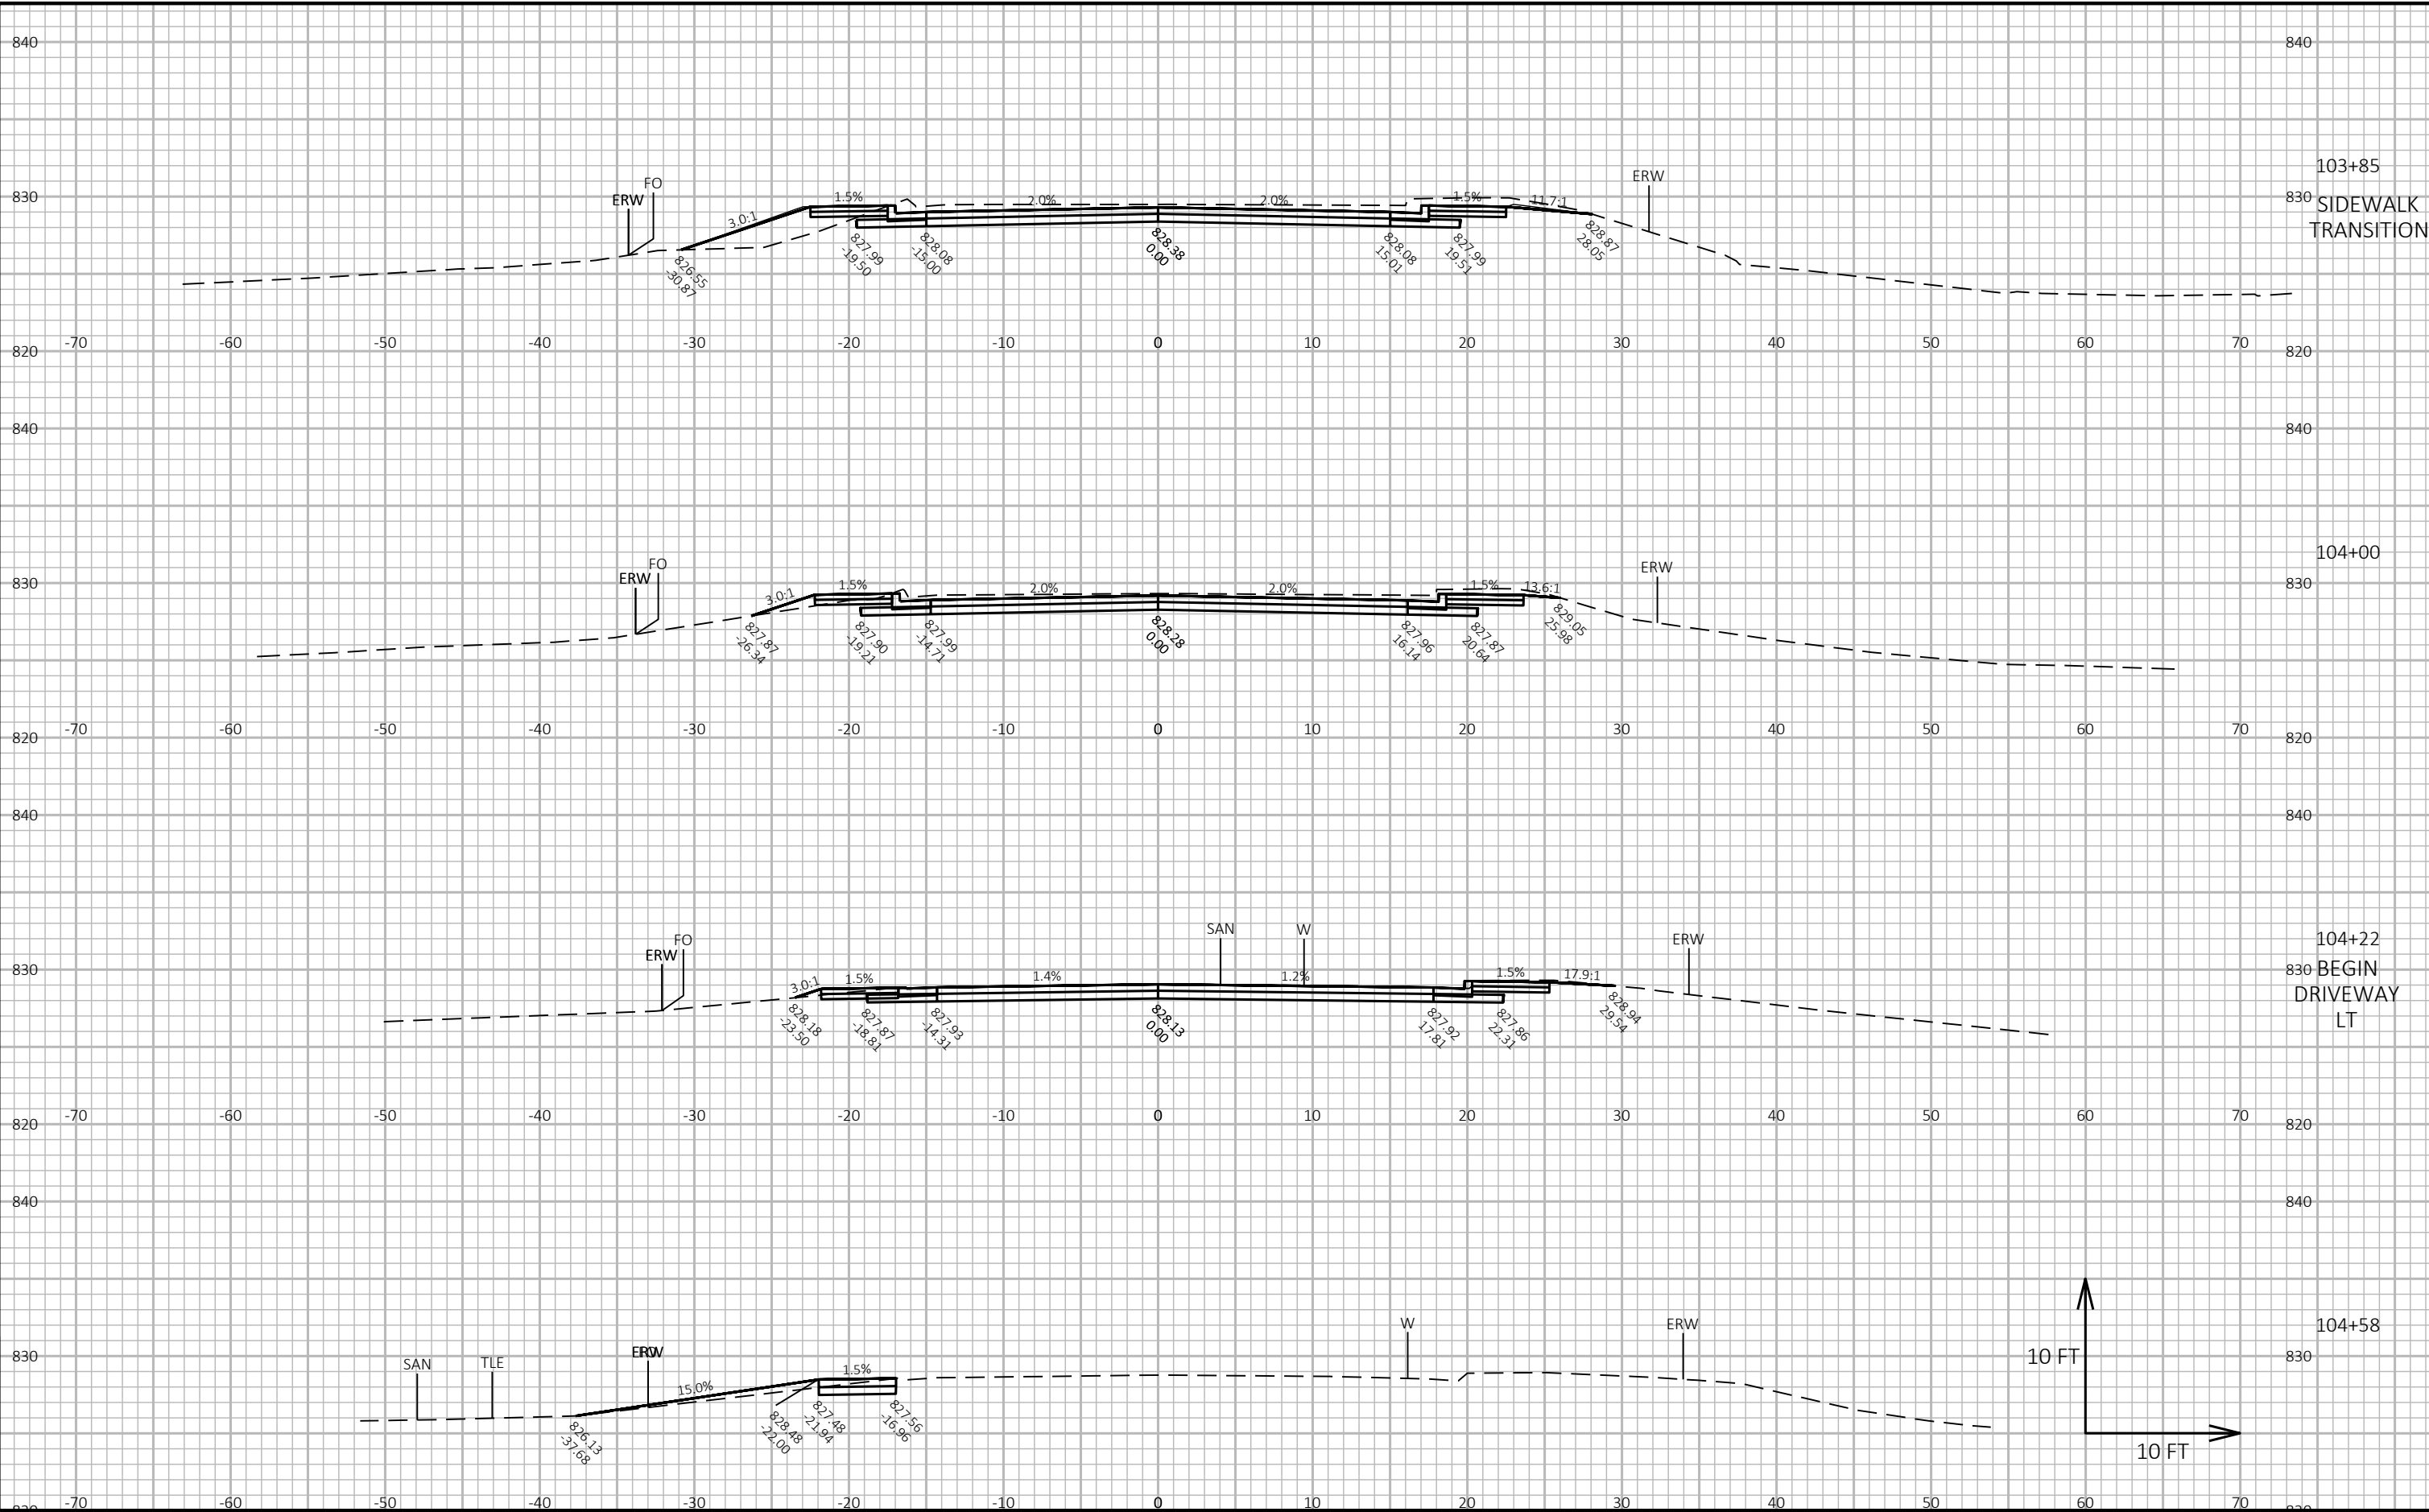 840 840
103+85
FO
ERW
ERW
830 830
1.5% 2.0% 2.0% 1.5% 11.7:1
3.0:1
SIDEWALK
TRANSITION
826.55
-30.87
827.99
-19.50
828.08
-15.00
828.38
0.00
828.08
15.01
827.99
19.51
828.87
28.05
820 -70 -60 -50 -40 -30 -20 -10 0 10 20 30 40 50 60 70 820
840 840
104+00
FO
ERW
ERW
830 830
3.0:1 1.5% 2.0% 2.0% 1.5% 13.6:1
827.87
-26.34
827.90
-19.21
827.99
-14.71
828.28
0.00
827.96
16.14
827.87
20.64
829.05
25.98
820 -70 -60 -50 -40 -30 -20 -10 0 10 20 30 40 50 60 70 820
840 840
104+22
FO
ERW
SAN W ERW
830 830
BEGIN
DRIVEWAY
LT
3.0:1 1.5% 1.4% 1.2% 1.5% 17.9:1
828.18
-23.50
827.87
-18.81
827.93
-14.31
828.13
0.00
827.92
17.81
827.86
22.31
828.94
29.54
820 -70 -60 -50 -40 -30 -20 -10 0 10 20 30 40 50 60 70 820
840 840
104+58
SAN TLE ERW W ERW
830 830
15.0% 1.5%
826.13
-37.68
828.48
-22.00
827.48
-21.94
827.56
-16.96
10 FT
10 FT
-70 -60 -50 -40 -30 -20 -10 0 10 20 30 40 50 60 70